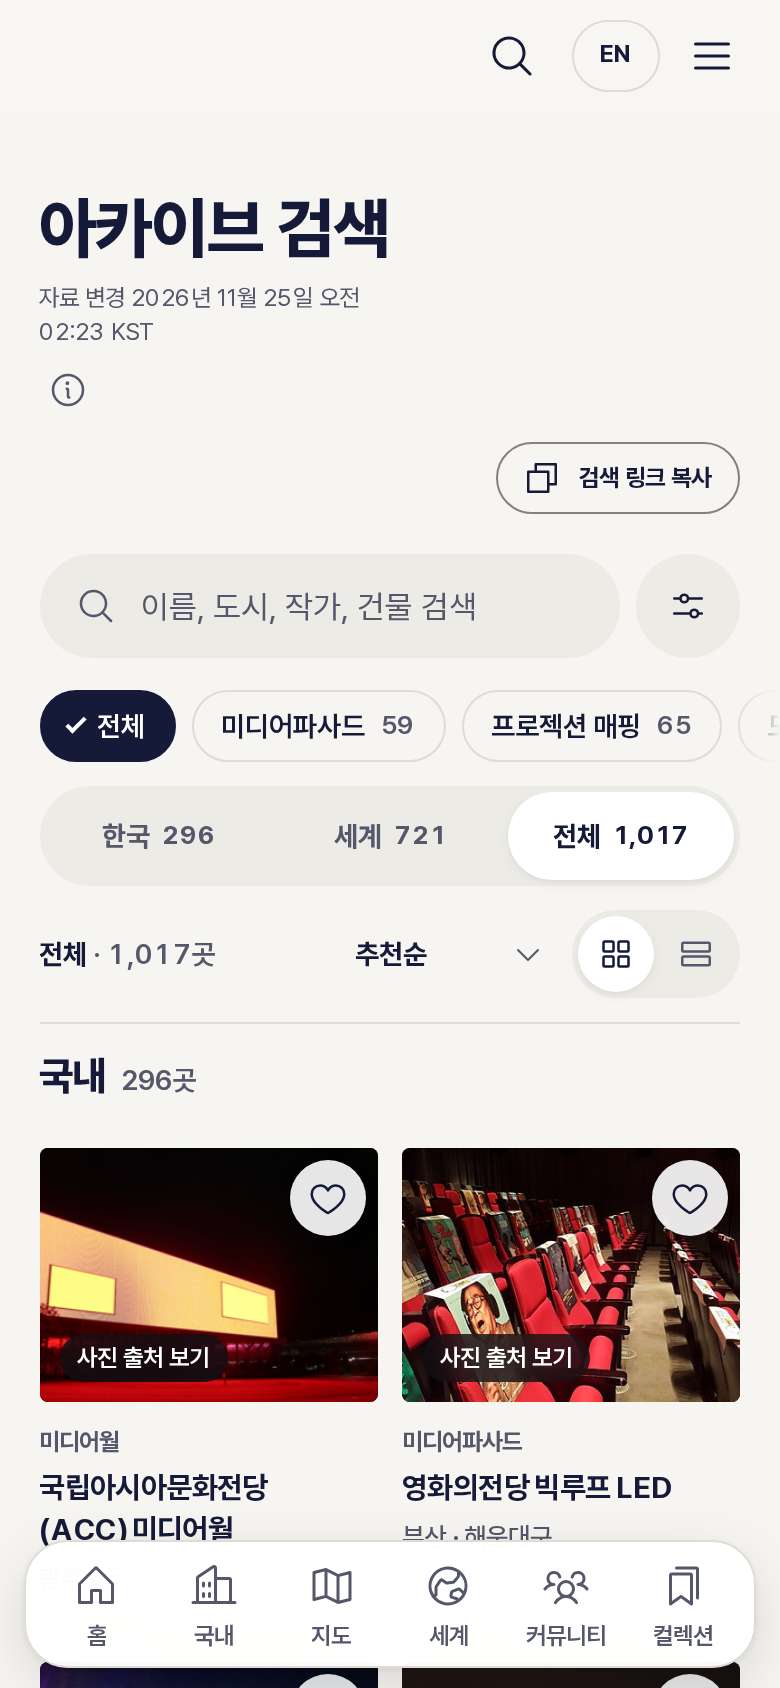 EN
아카이브 검색
자료 변경 2026년 11월 25일 오전
02:23 KST
검색 링크 복사
이름, 도시, 작가, 건물 검색
전체
미디어파사드 59
프로젝션 매핑 65
한국 296
세계 721
전체 1,017
전체 · 1,017곳
추천순
국내 296곳
사진 출처 보기
사진 출처 보기
미디어월
국립아시아문화전당
(ACC) 미디어월
미디어파사드
영화의전당 빅루프 LED
부산 · 해운대구
홈
국내
지도
세계
커뮤니티
컬렉션